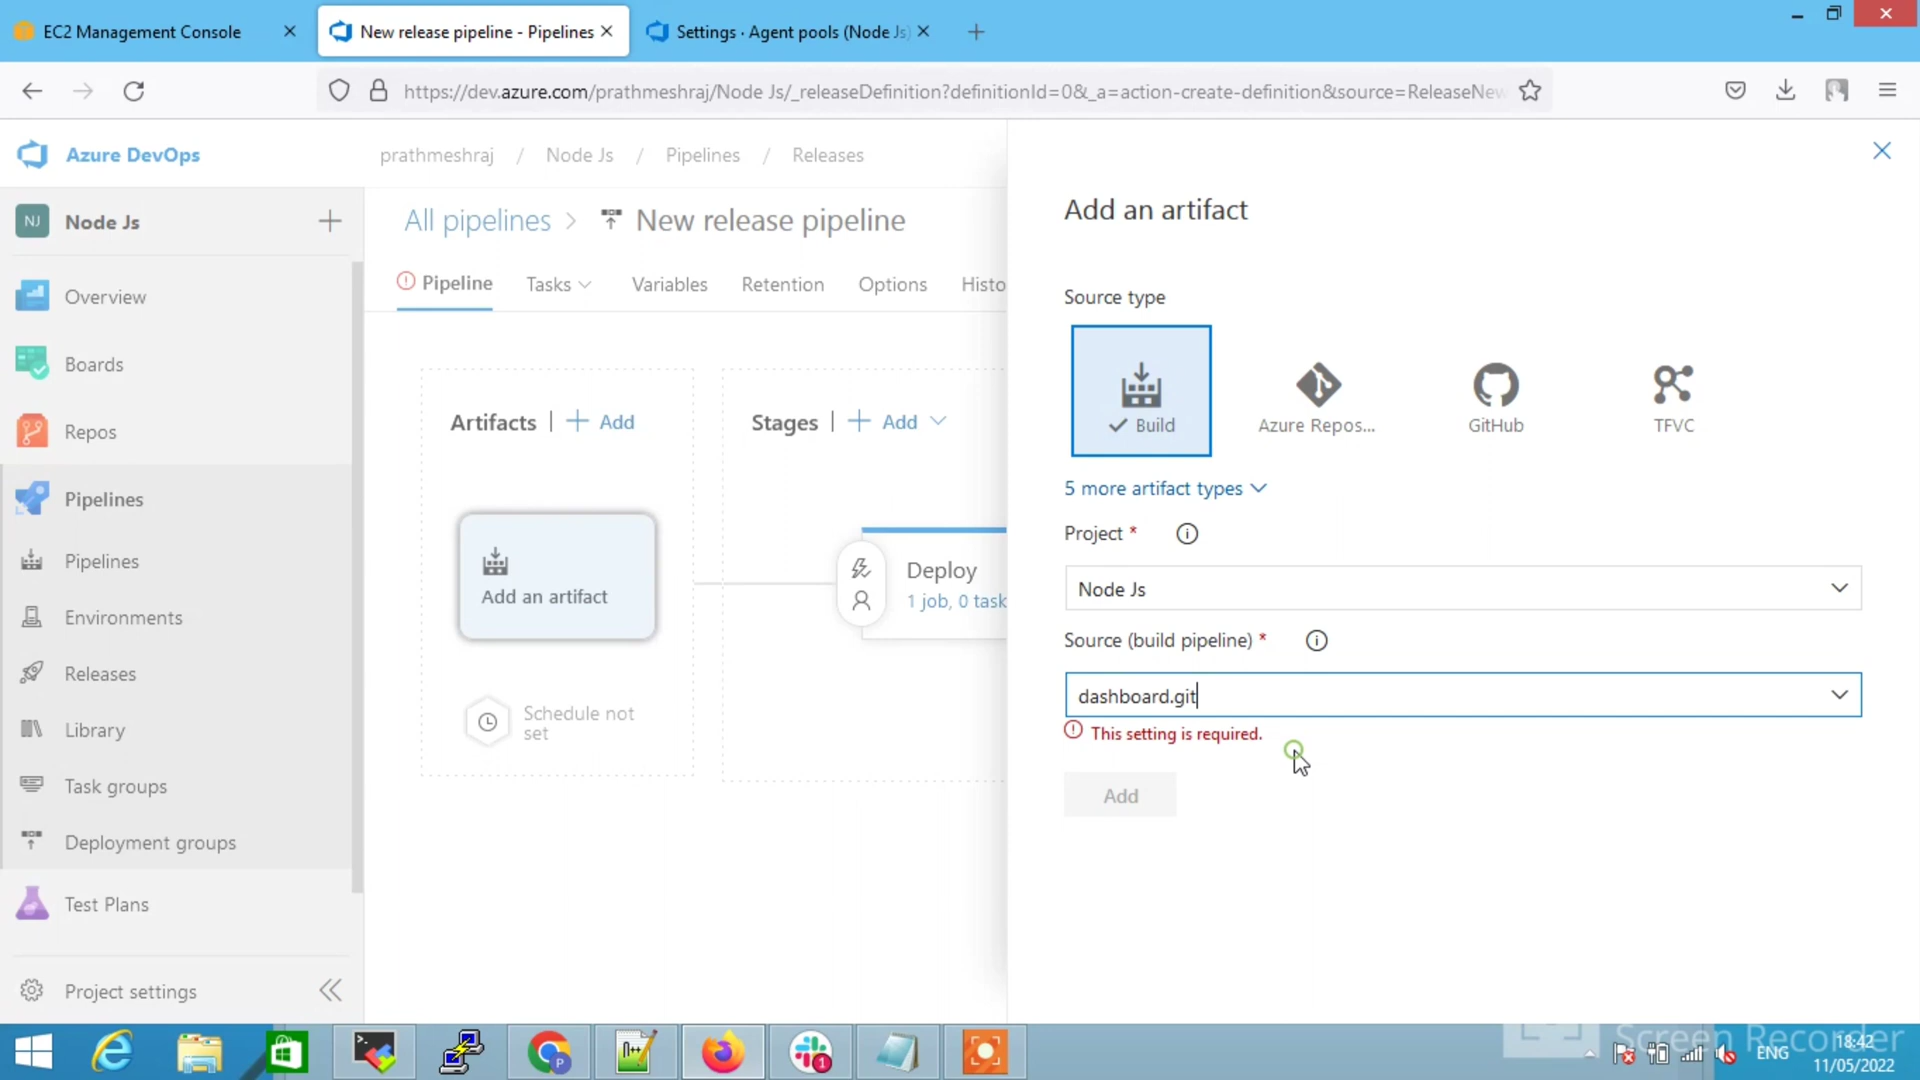 EC2 Management Console
New release pipeline - Pipelines
Settings · Agent pools (Node Js)
https://dev.azure.com/prathmeshraj/Node Js/_releaseDefinition?definitionId=0&_a=action-create-definition&source=ReleaseNew
Azure DevOps
prathmeshraj / Node Js / Pipelines / Releases
NJ Node Js
All pipelines > New release pipeline
Pipeline Tasks Variables Retention Options Histo
Overview
Boards
Repos
Pipelines
Pipelines
Environments
Releases
Library
Task groups
Deployment groups
Test Plans
Project settings
Artifacts | + Add
Stages | + Add
Add an artifact
Schedule not
set
Deploy
1 job, 0 task
Add an artifact
Source type
Build
Azure Repos...
GitHub
TFVC
5 more artifact types
Project *
Node Js
Source (build pipeline) *
dashboard.git
This setting is required.
Add
Screen Recorder
ENG
18:42
11/05/2022